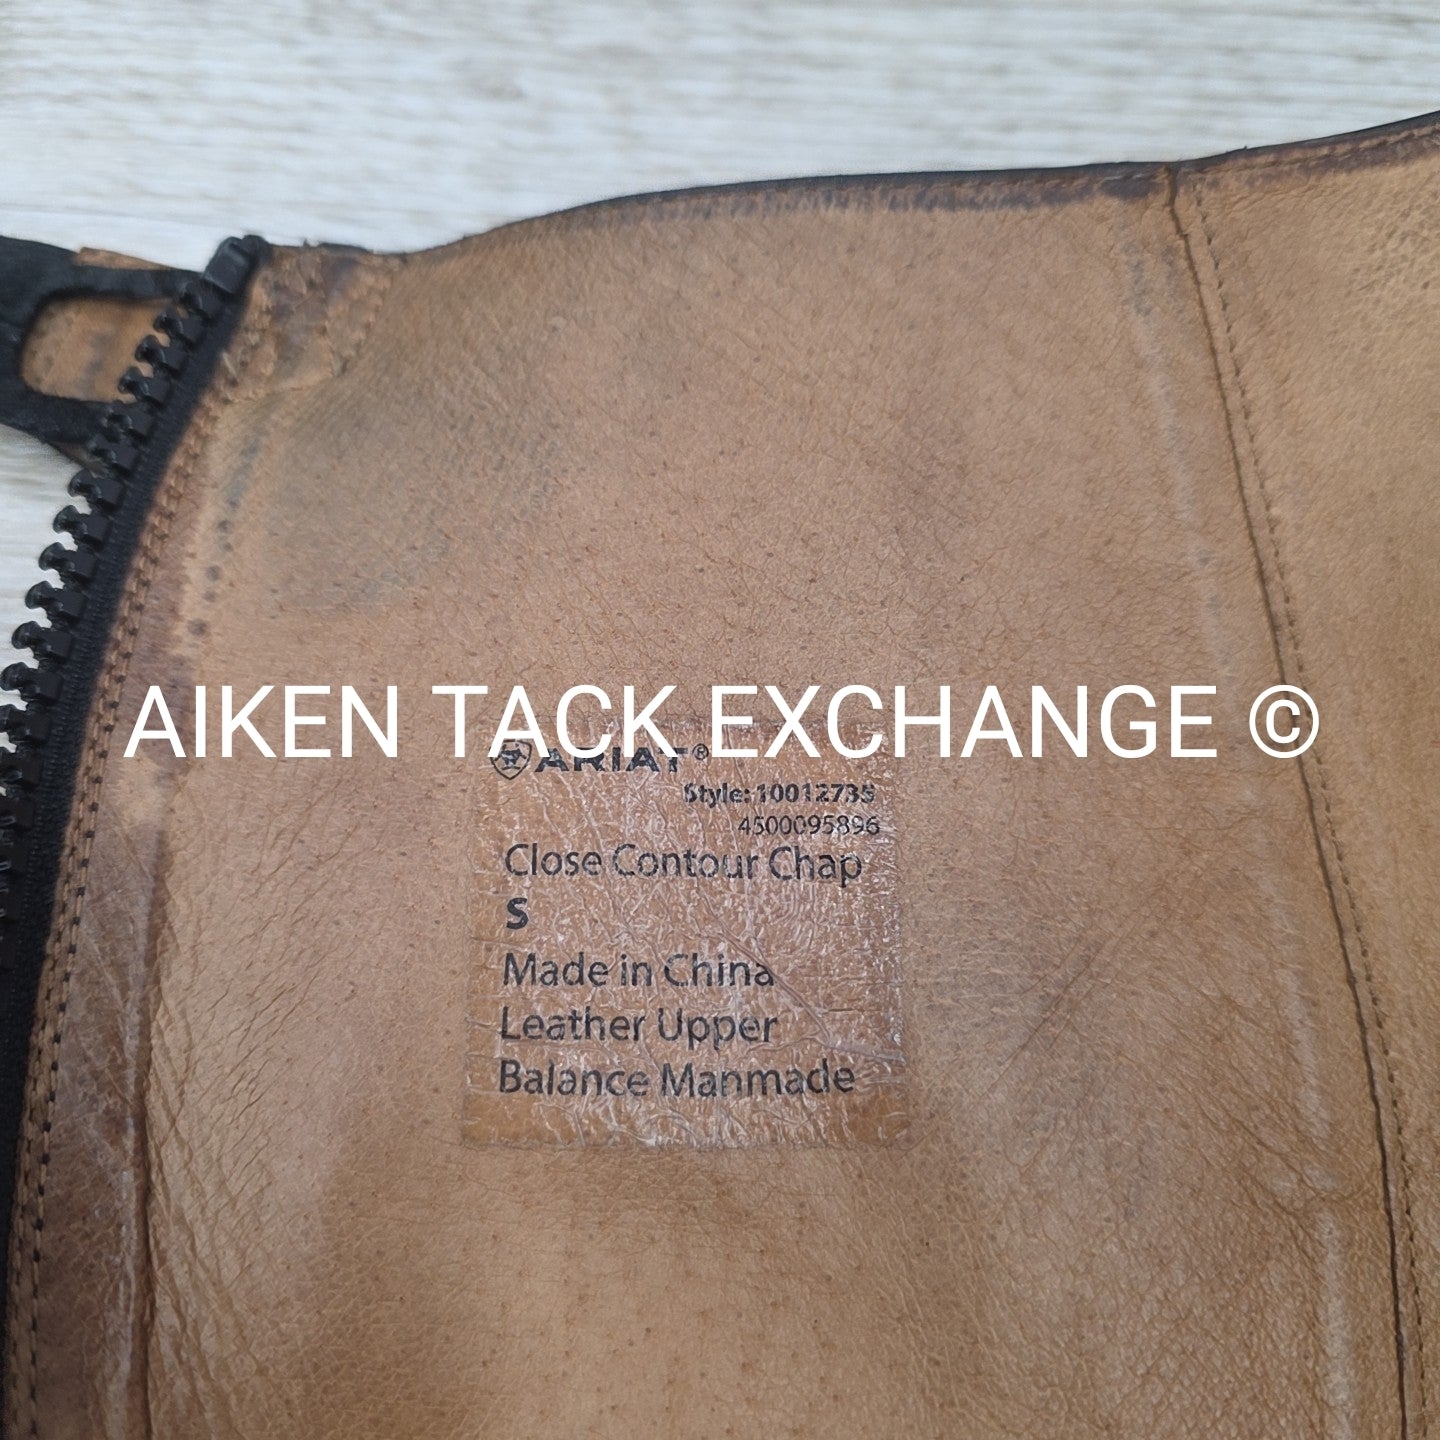 AIKEN TACK EXCHANGE ©
ARIAT®
Style: 10012735
4500095896
Close Contour Chap
S
Made in China
Leather Upper
Balance Manmade